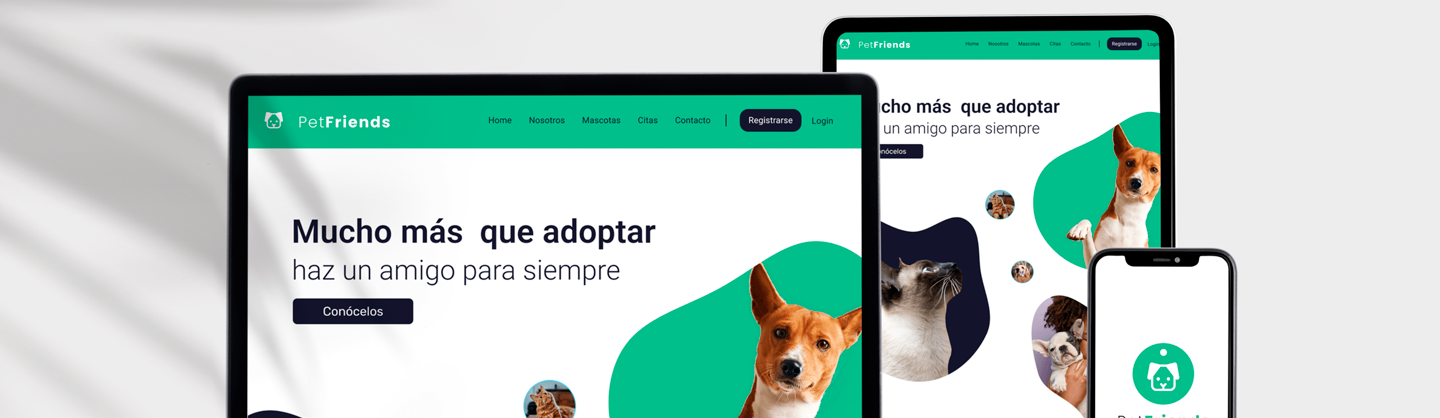 PetFriends
Home Nosotros Mascotas Citas Contacto | Registrarse Login
Mucho más que adoptar
haz un amigo para siempre
Conócelos
PetFriends
Home Nosotros Mascotas Citas Contacto | Registrarse Login
ucho más que adoptar
un amigo para siempre
nócelos
PetFriends